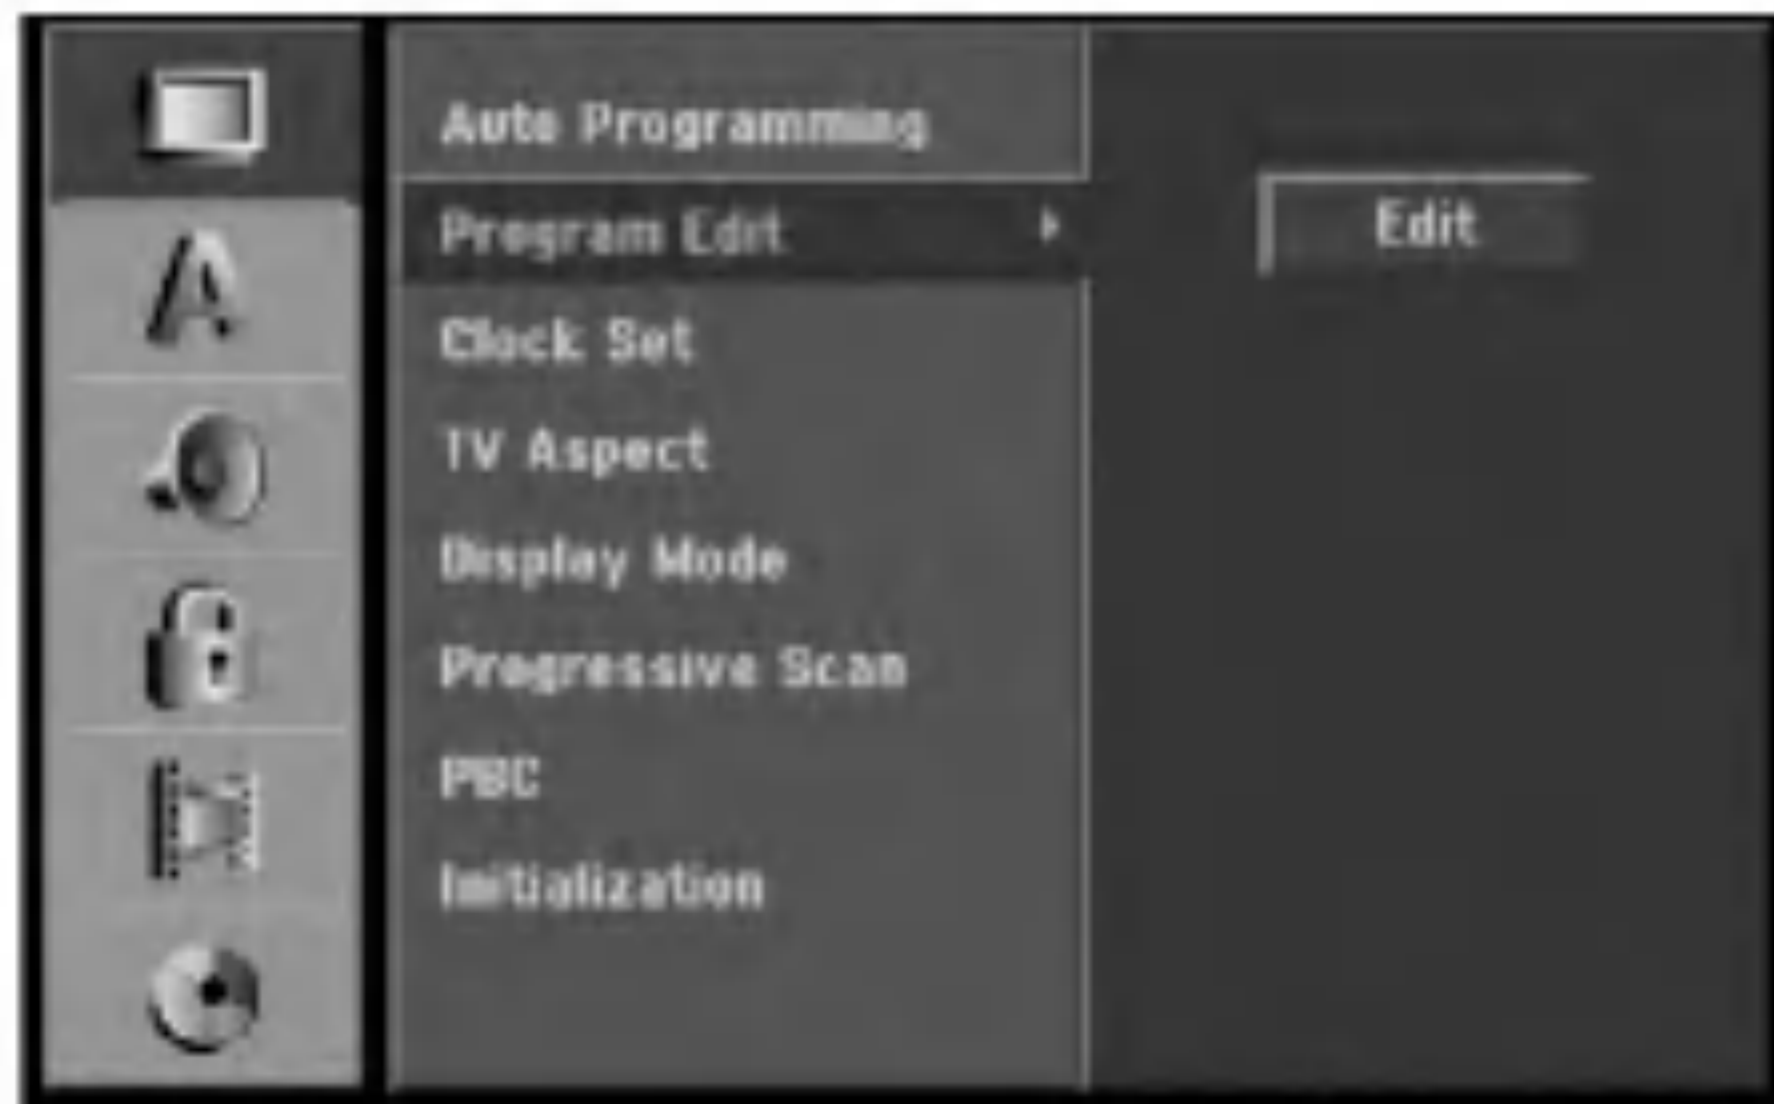 Auto Programming
Program Edit
Edit
Clock Set
TV Aspect
Display Mode
Progressive Scan
PBC
Initialization